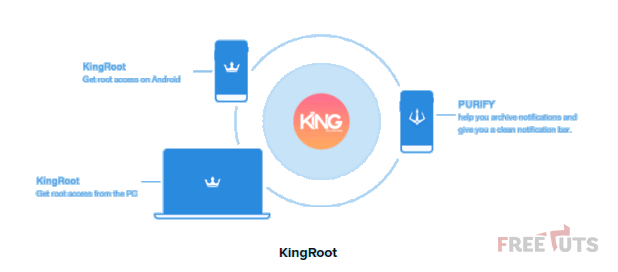 KingRoot
Get root access on Android
KING
PURIFY
help you archive notifications and
give you a clean notification bar.
KingRoot
Get root access from the PC
FREETUTS
KingRoot